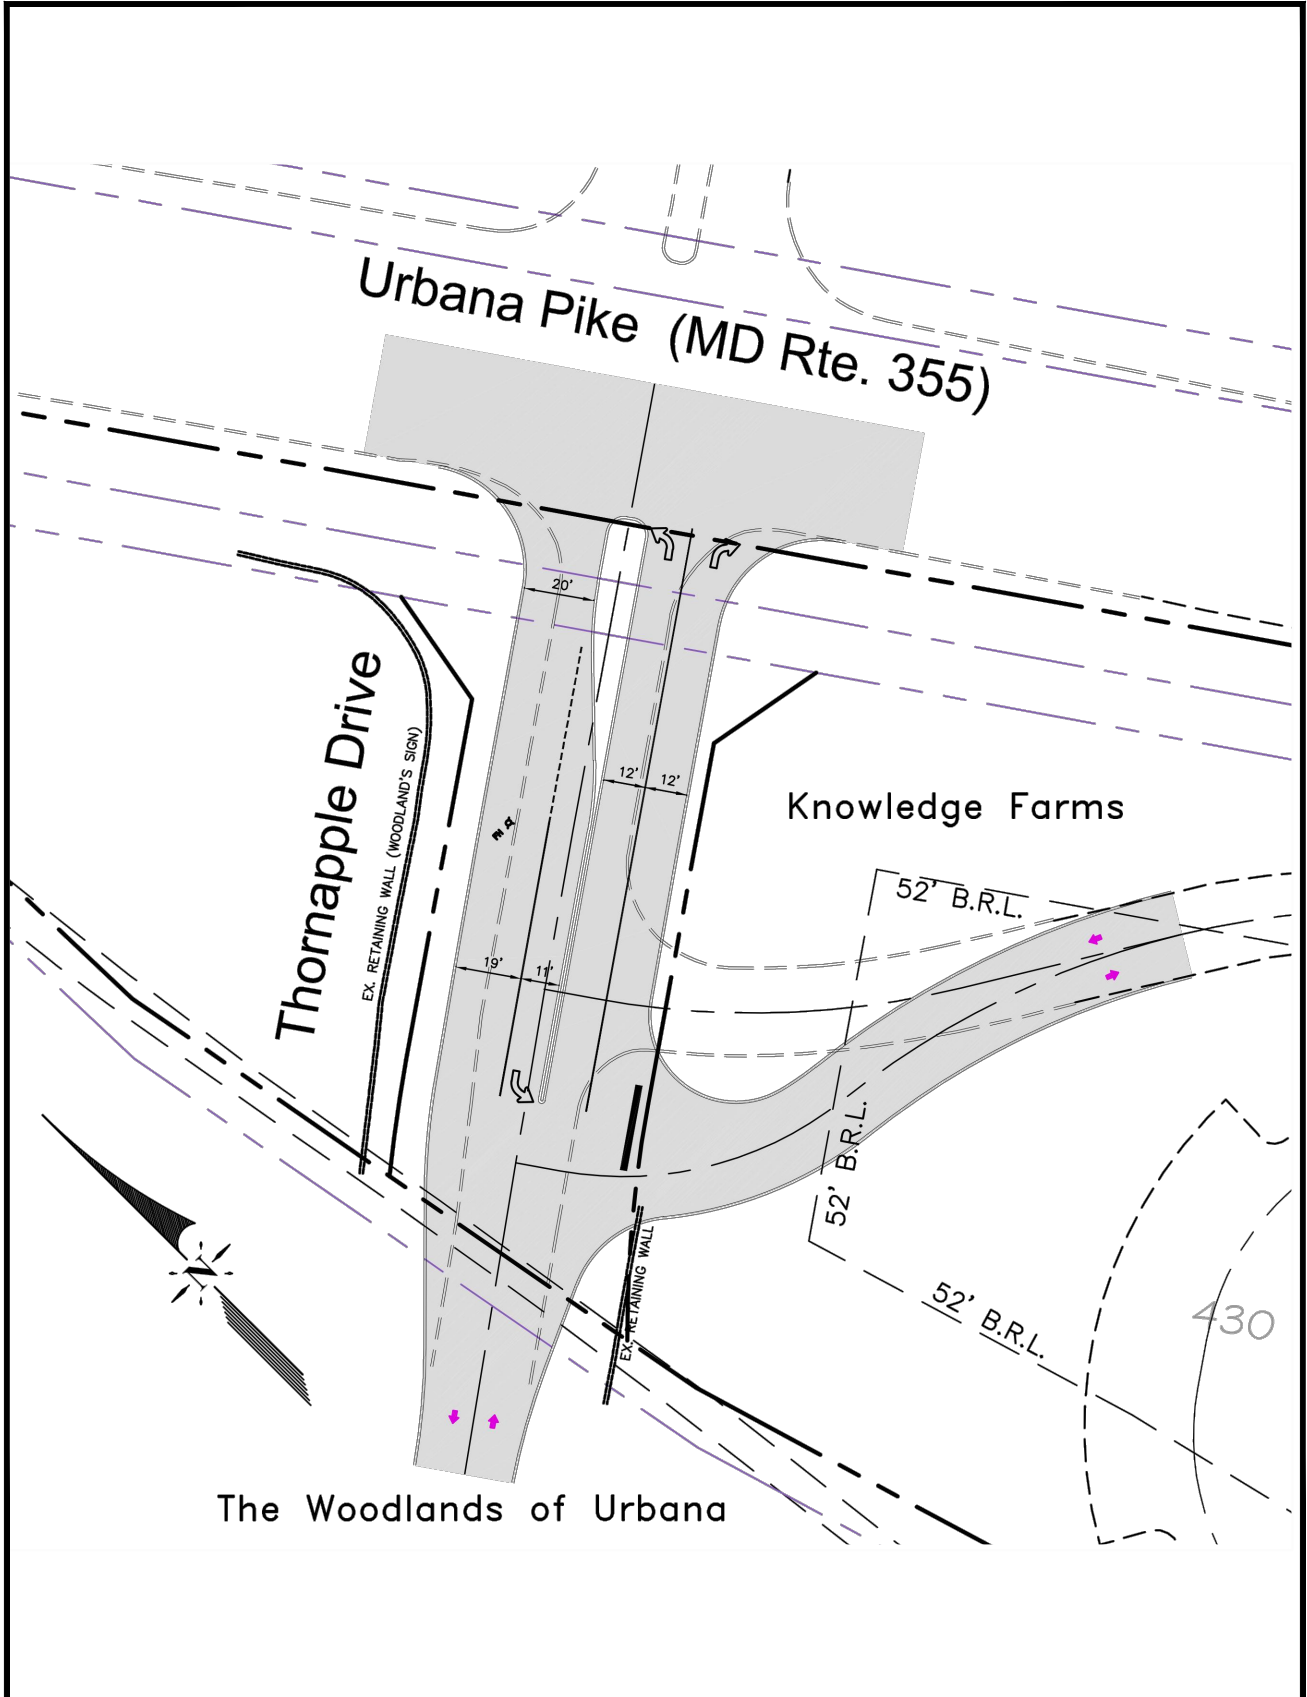 Urbana Pike (MD Rte. 355)
20'
Thornapple Drive
EX. RETAINING WALL (WOODLAND'S SIGN)
12'
12'
Knowledge Farms
52' B.R.L.
19'
11'
52' B.R.L.
N
EX. RETAINING WALL
52' B.R.L.
430
The Woodlands of Urbana